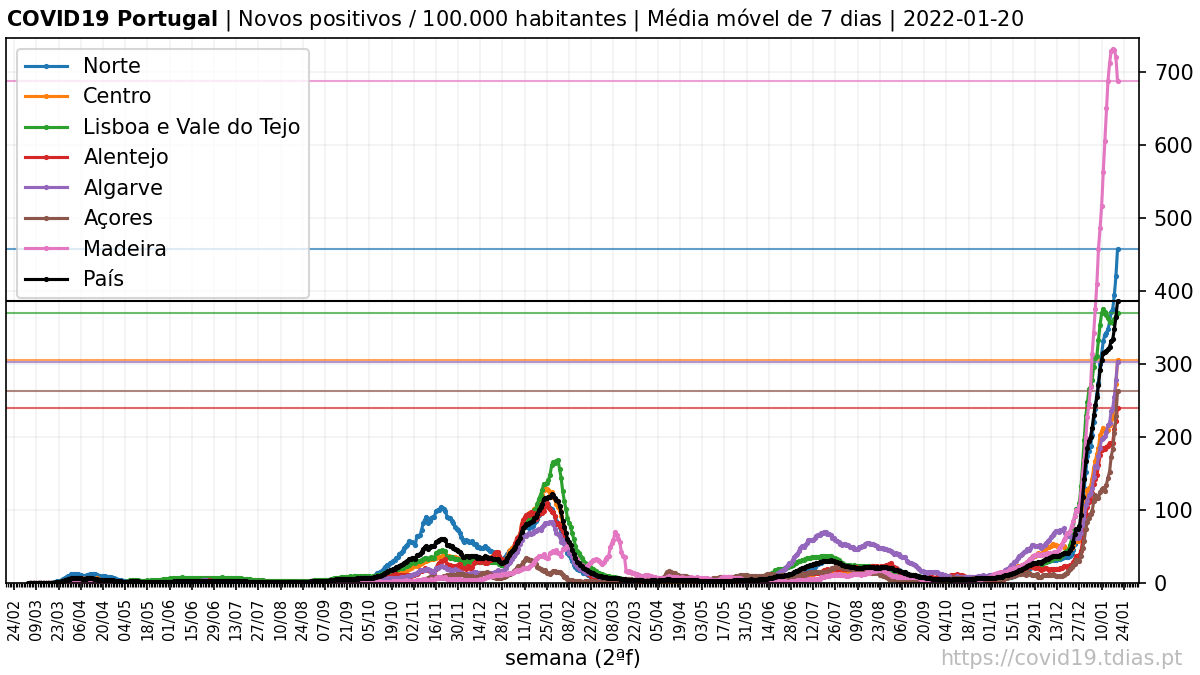 COVID19 Portugal | Novos positivos / 100.000 habitantes | Média móvel de 7 dias | 2022-01-20
Norte
Centro
Lisboa e Vale do Tejo
Alentejo
Algarve
Açores
Madeira
País
700
600
500
400
300
200
100
0
24/02 09/03 23/03 06/04 20/04 04/05 18/05 01/06 15/06 29/06 13/07 27/07 10/08 24/08 07/09 21/09 05/10 19/10 02/11 16/11 30/11 14/12 28/12 11/01 25/01 08/02 22/02 08/03 22/03 05/04 19/04 03/05 17/05 31/05 14/06 28/06 12/07 26/07 09/08 23/08 06/09 20/09 04/10 18/10 01/11 15/11 29/11 13/12 27/12 10/01 24/01
semana (2ªf)
https://covid19.tdias.pt